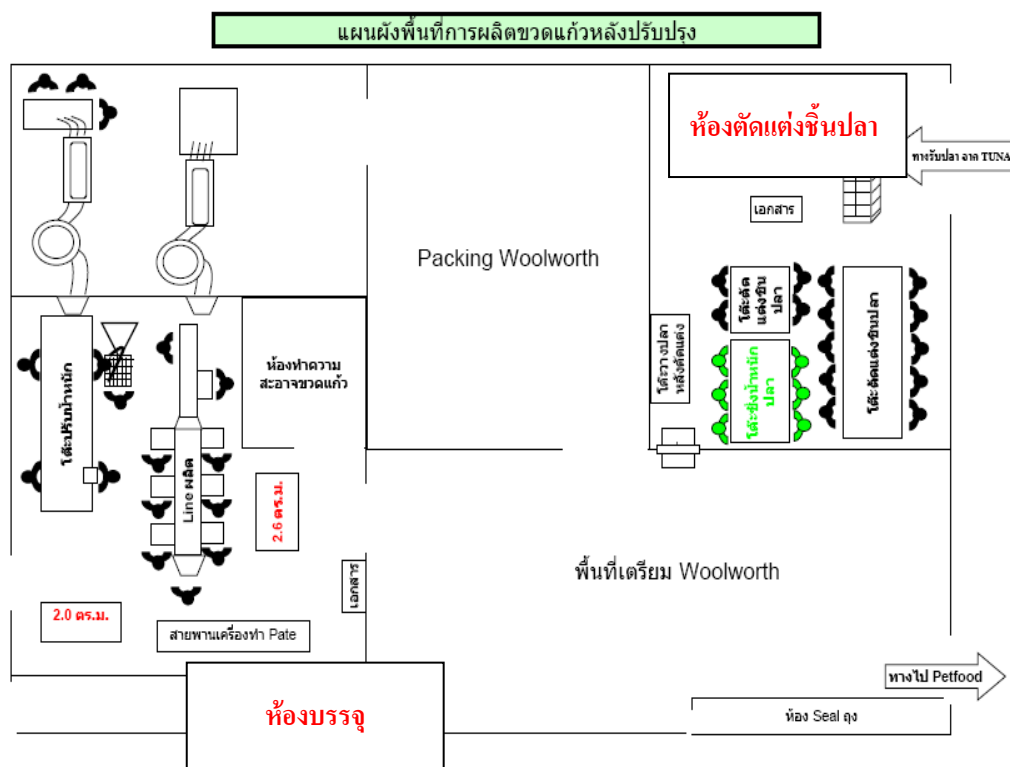 แผนผังพื้นที่การผลิตขวดแก้วหลังปรับปรุง
ห้องตัดแต่งชิ้นปลา
ทางรับปลา จาก TUNA
เอกสาร
Packing Woolworth
โต๊ะตัด
แต่งชิ้น
ปลา
โต๊ะตัดแต่งชิ้นปลา
โต๊ะวางปลา
หลังตัดแต่ง
โต๊ะชั่งน้ำหนัก
ปลา
ห้องทำความ
สะอาดขวดแก้ว
โต๊ะปรับน้ำหนัก
Line ผลิต
2.6 ตร.ม.
พื้นที่เตรียม Woolworth
เอกสาร
2.0 ตร.ม.
สายพานเครื่องทำ Pate
ทางไป Petfood
ห้องบรรจุ
ห้อง Seal ถุง